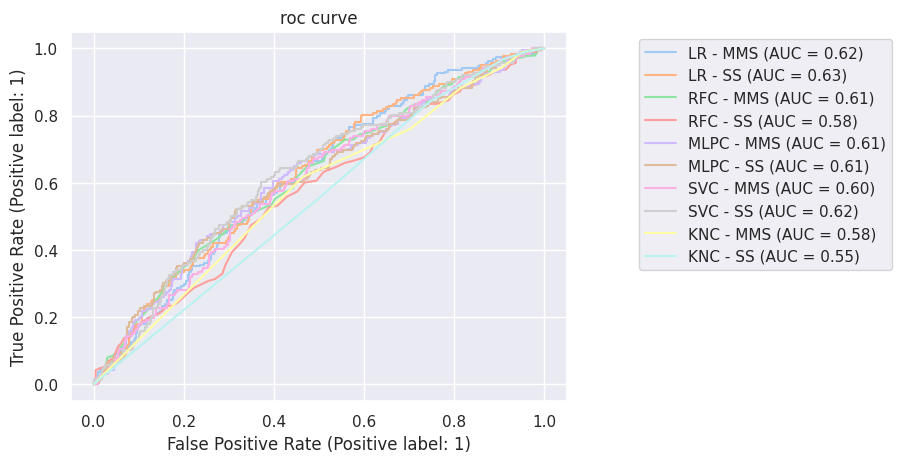 roc curve
1.0
0.8
0.6
0.4
0.2
0.0
True Positive Rate (Positive label: 1)
0.0 0.2 0.4 0.6 0.8 1.0
False Positive Rate (Positive label: 1)
LR - MMS (AUC = 0.62)
LR - SS (AUC = 0.63)
RFC - MMS (AUC = 0.61)
RFC - SS (AUC = 0.58)
MLPC - MMS (AUC = 0.61)
MLPC - SS (AUC = 0.61)
SVC - MMS (AUC = 0.60)
SVC - SS (AUC = 0.62)
KNC - MMS (AUC = 0.58)
KNC - SS (AUC = 0.55)